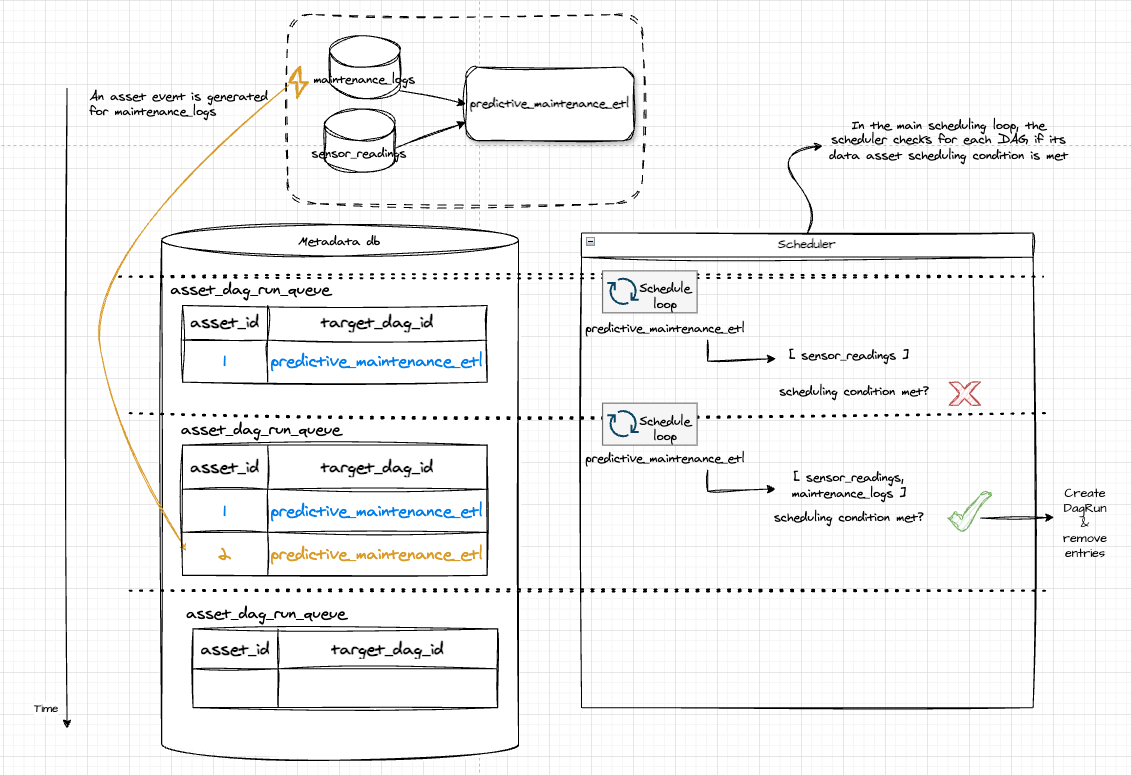 maintenance_logs
An asset event is generated
for maintenance_logs
predictive_maintenance_etl
sensor_readings
In the main scheduling loop, the
scheduler checks for each DAG, if its
data asset scheduling condition is met
Metadata db
Scheduler
asset_dag_run_queue
asset_id target_dag_id
1 predictive_maintenance_etl
Schedule
loop
predictive_maintenance_etl
[ sensor_readings ]
scheduling condition met?
asset_dag_run_queue
asset_id target_dag_id
1 predictive_maintenance_etl
2 predictive_maintenance_etl
Schedule
loop
predictive_maintenance_etl
[ sensor_readings,
maintenance_logs ]
scheduling condition met?
Create
DagRun
&
remove
entries
asset_dag_run_queue
asset_id target_dag_id
Time